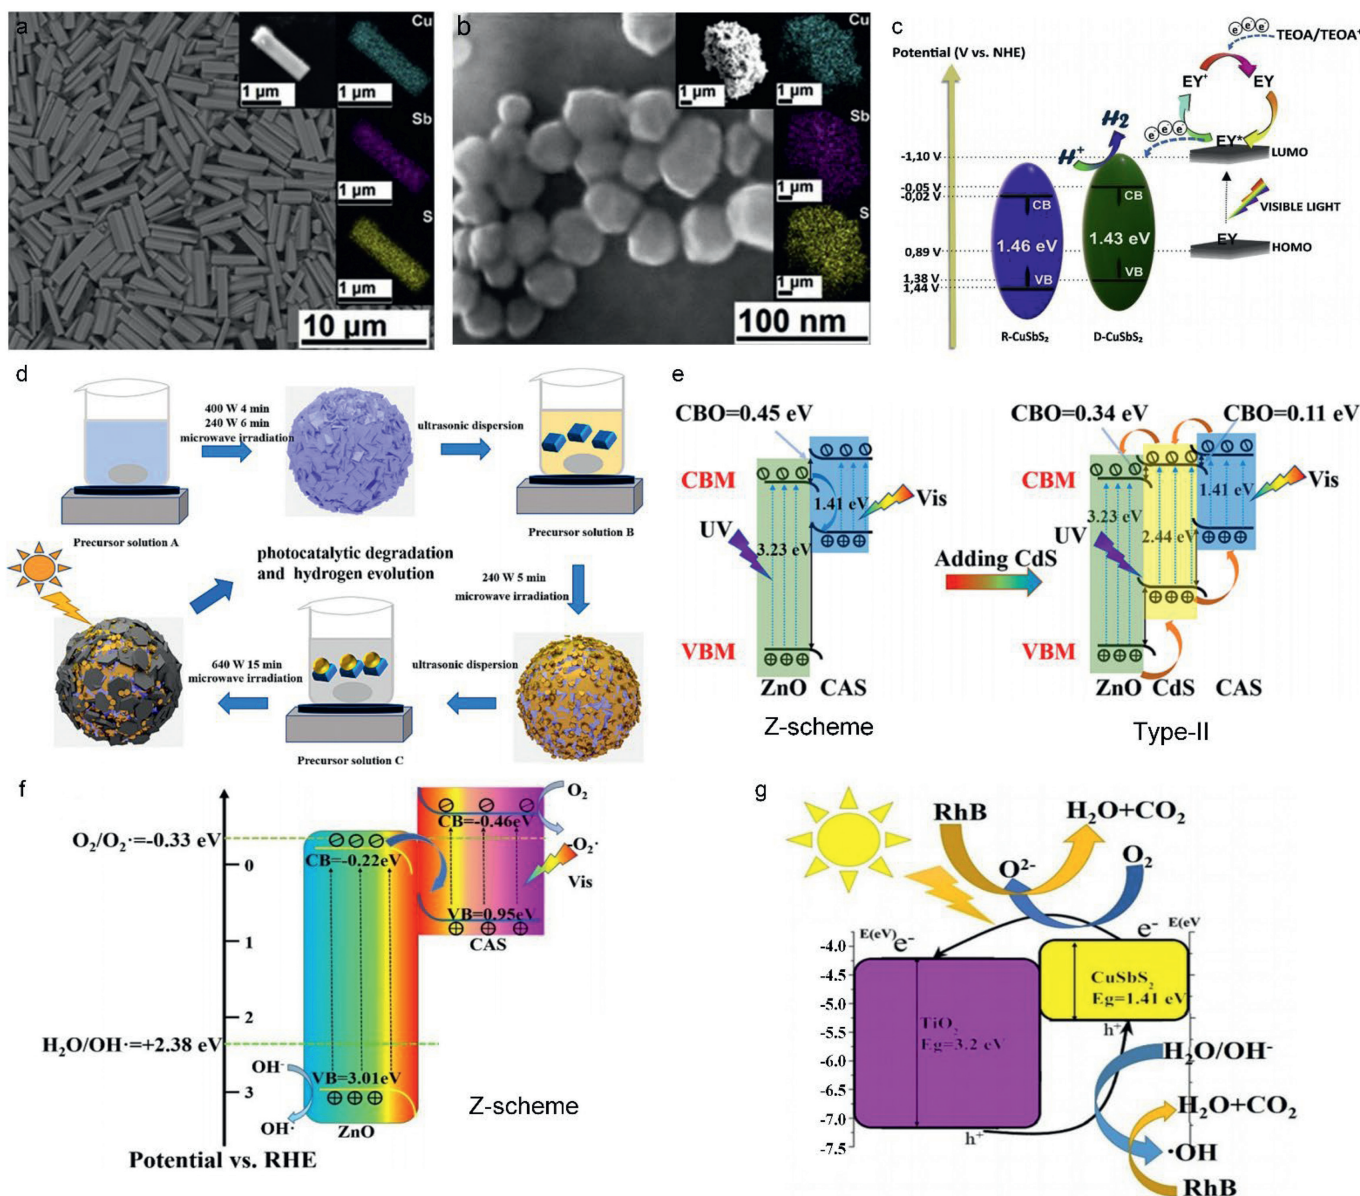 a
Cu
1 µm
1 µm
Sb
1 µm
S
1 µm
10 µm
b
Cu
1 µm
1 µm
Sb
1 µm
S
1 µm
100 nm
c
Potential (V vs. NHE)
e e e
TEOA/TEOA⁺
EY⁺
EY
e e e
H2
H⁺
EY*
LUMO
-1,10 V
-0,05 V
-0,02 V
CB
CB
VISIBLE LIGHT
1.46 eV
1.43 eV
0,89 V
EY
HOMO
1,38 V
1,44 V
VB
VB
R-CuSbS₂
D-CuSbS₂
d
400 W 4 min
240 W 6 min
microwave irradiation
ultrasonic dispersion
Precursor solution A
Precursor solution B
photocatalytic degradation
and hydrogen evolution
240 W 5 min
microwave irradiation
640 W 15 min
microwave irradiation
ultrasonic dispersion
Precursor solution C
e
CBO=0.45 eV
CBM
1.41 eV
Vis
UV
3.23 eV
VBM
ZnO
CAS
Z-scheme
Adding CdS
CBO=0.34 eV
CBO=0.11 eV
CBM
1.41 eV
Vis
3.23 eV
UV
2.44 eV
VBM
ZnO
CdS
CAS
Type-II
f
O₂
O₂/O₂⁻·=-0.33 eV
CB=-0.46eV
·O₂⁻
0
CB=-0.22eV
Vis
VB=0.95eV
1
CAS
2
H₂O/OH·=+2.38 eV
OH⁻
VB=3.01eV
3
Z-scheme
OH·
ZnO
Potential vs. RHE
g
RhB
H₂O+CO₂
O²⁻
O₂
E(eV)
e⁻
e⁻
E(eV
-4.0
-4.5
-5.0
-5.5
-6.0
-6.5
-7.0
-7.5
CuSbS₂
Eg=1.41 eV
TiO₂
Eg=3.2 eV
h⁺
H₂O/OH⁻
H₂O+CO₂
h⁺
·OH
RhB